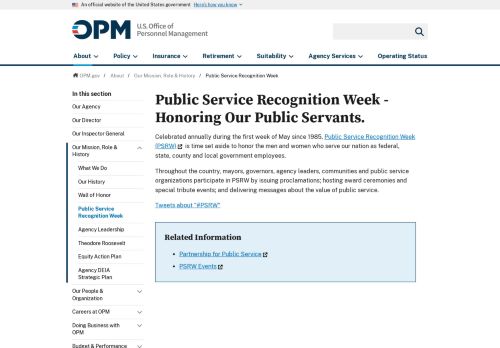 An official website of the United States government Here's how you know
OPM
U.S. Office of
Personnel Management
About Policy Insurance Retirement Suitability Agency Services Operating Status
OPM.gov / About / Our Mission, Role & History / Public Service Recognition Week
In this section
Our Agency
Our Director
Our Inspector General
Our Mission, Role &
History
What We Do
Our History
Wall of Honor
Public Service
Recognition Week
Agency Leadership
Theodore Roosevelt
Equity Action Plan
Agency DEIA
Strategic Plan
Our People &
Organization
Careers at OPM
Doing Business with
OPM
Budget & Performance
Public Service Recognition Week -
Honoring Our Public Servants.
Celebrated annually during the first week of May since 1985, Public Service Recognition Week
(PSRW) is time set aside to honor the men and women who serve our nation as federal,
state, county and local government employees.
Throughout the country, mayors, governors, agency leaders, communities and public service
organizations participate in PSRW by issuing proclamations; hosting award ceremonies and
special tribute events; and delivering messages about the value of public service.
Tweets about "#PSRW"
Related Information
Partnership for Public Service
PSRW Events